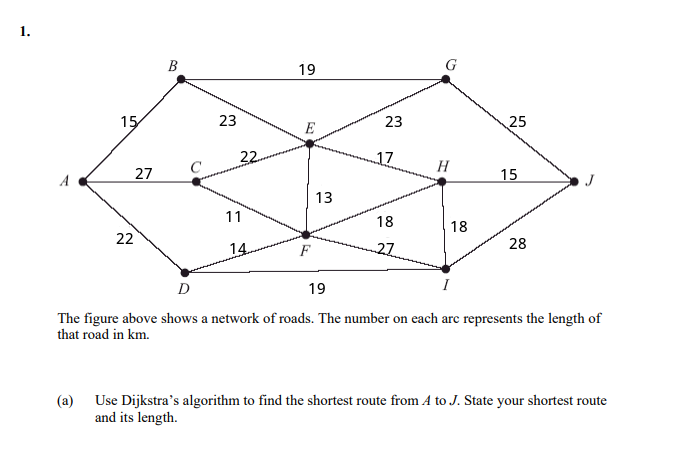 1.
B 19 G
15 23 E 23 25
22 17
A 27 C H 15 J
13
11 18 18
22 14 F 27 28
D 19 I
The figure above shows a network of roads. The number on each arc represents the length of
that road in km.
(a) Use Dijkstra's algorithm to find the shortest route from A to J. State your shortest route
and its length.